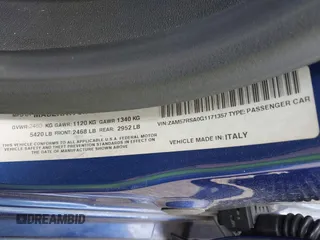 GVWR: KG GAWR: 1120 KG GAWR: 1340 KG
5420 LB FRONT: 2468 LB REAR: 2952 LB
THIS VEHICLE CONFORMS TO ALL APPLICABLE U.S.A. FEDERAL MOTOR
VEHICLE SAFETY AND THEFT PREVENTION STANDARDS IN EFFECT ON
THE DATE OF MANUFACTURE SHOWN ABOVE
VIN: ZAM57RSA0G1171357 TYPE: PASSENGER CAR
VEHICLE MADE IN: ITALY
DREAMBID